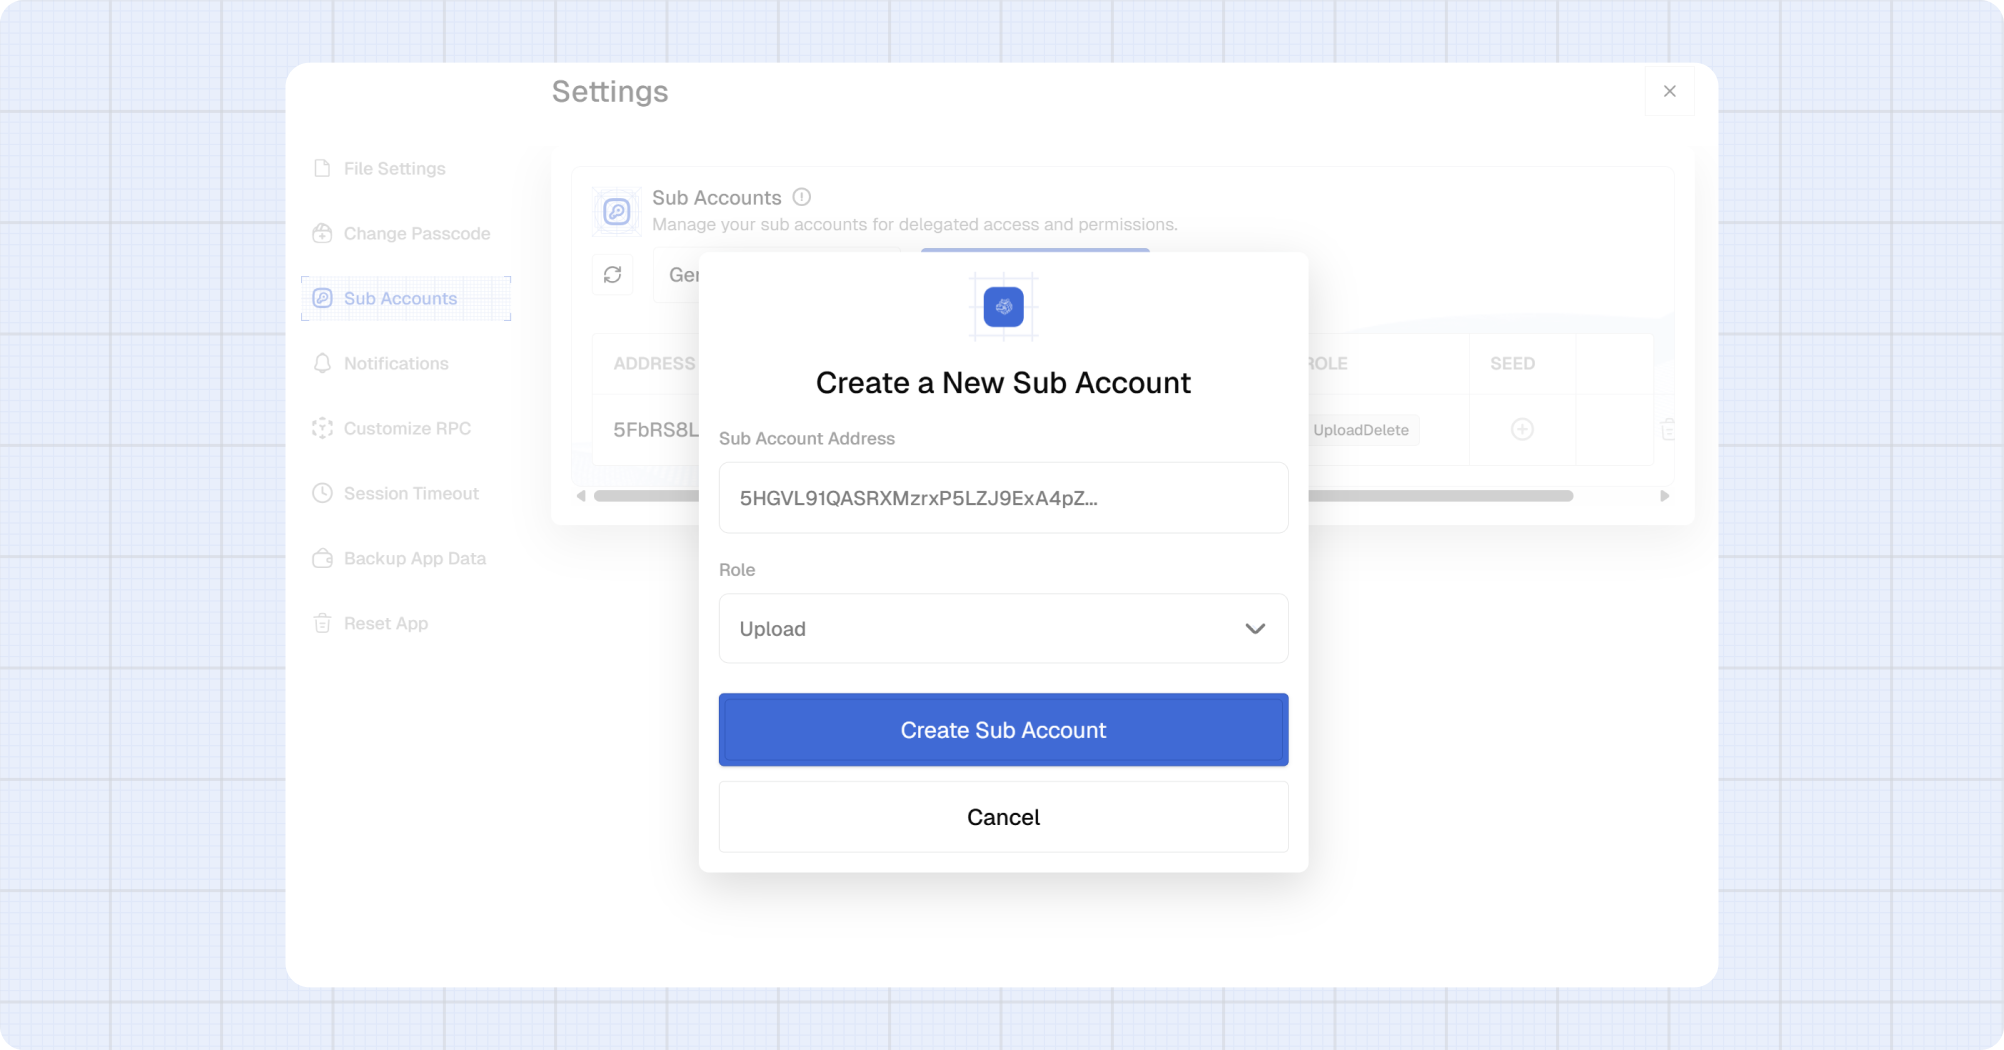 Settings
File Settings
Change Passcode
Sub Accounts
Notifications
Customize RPC
Session Timeout
Backup App Data
Reset App
Sub Accounts
Manage your sub accounts for delegated access and permissions.
ADDRESS
SEED
5FbRS8L
UploadDelete
Create a New Sub Account
Sub Account Address
5HGVL91QASRXMzrxP5LZJ9ExA4pZ...
Role
Upload
Create Sub Account
Cancel